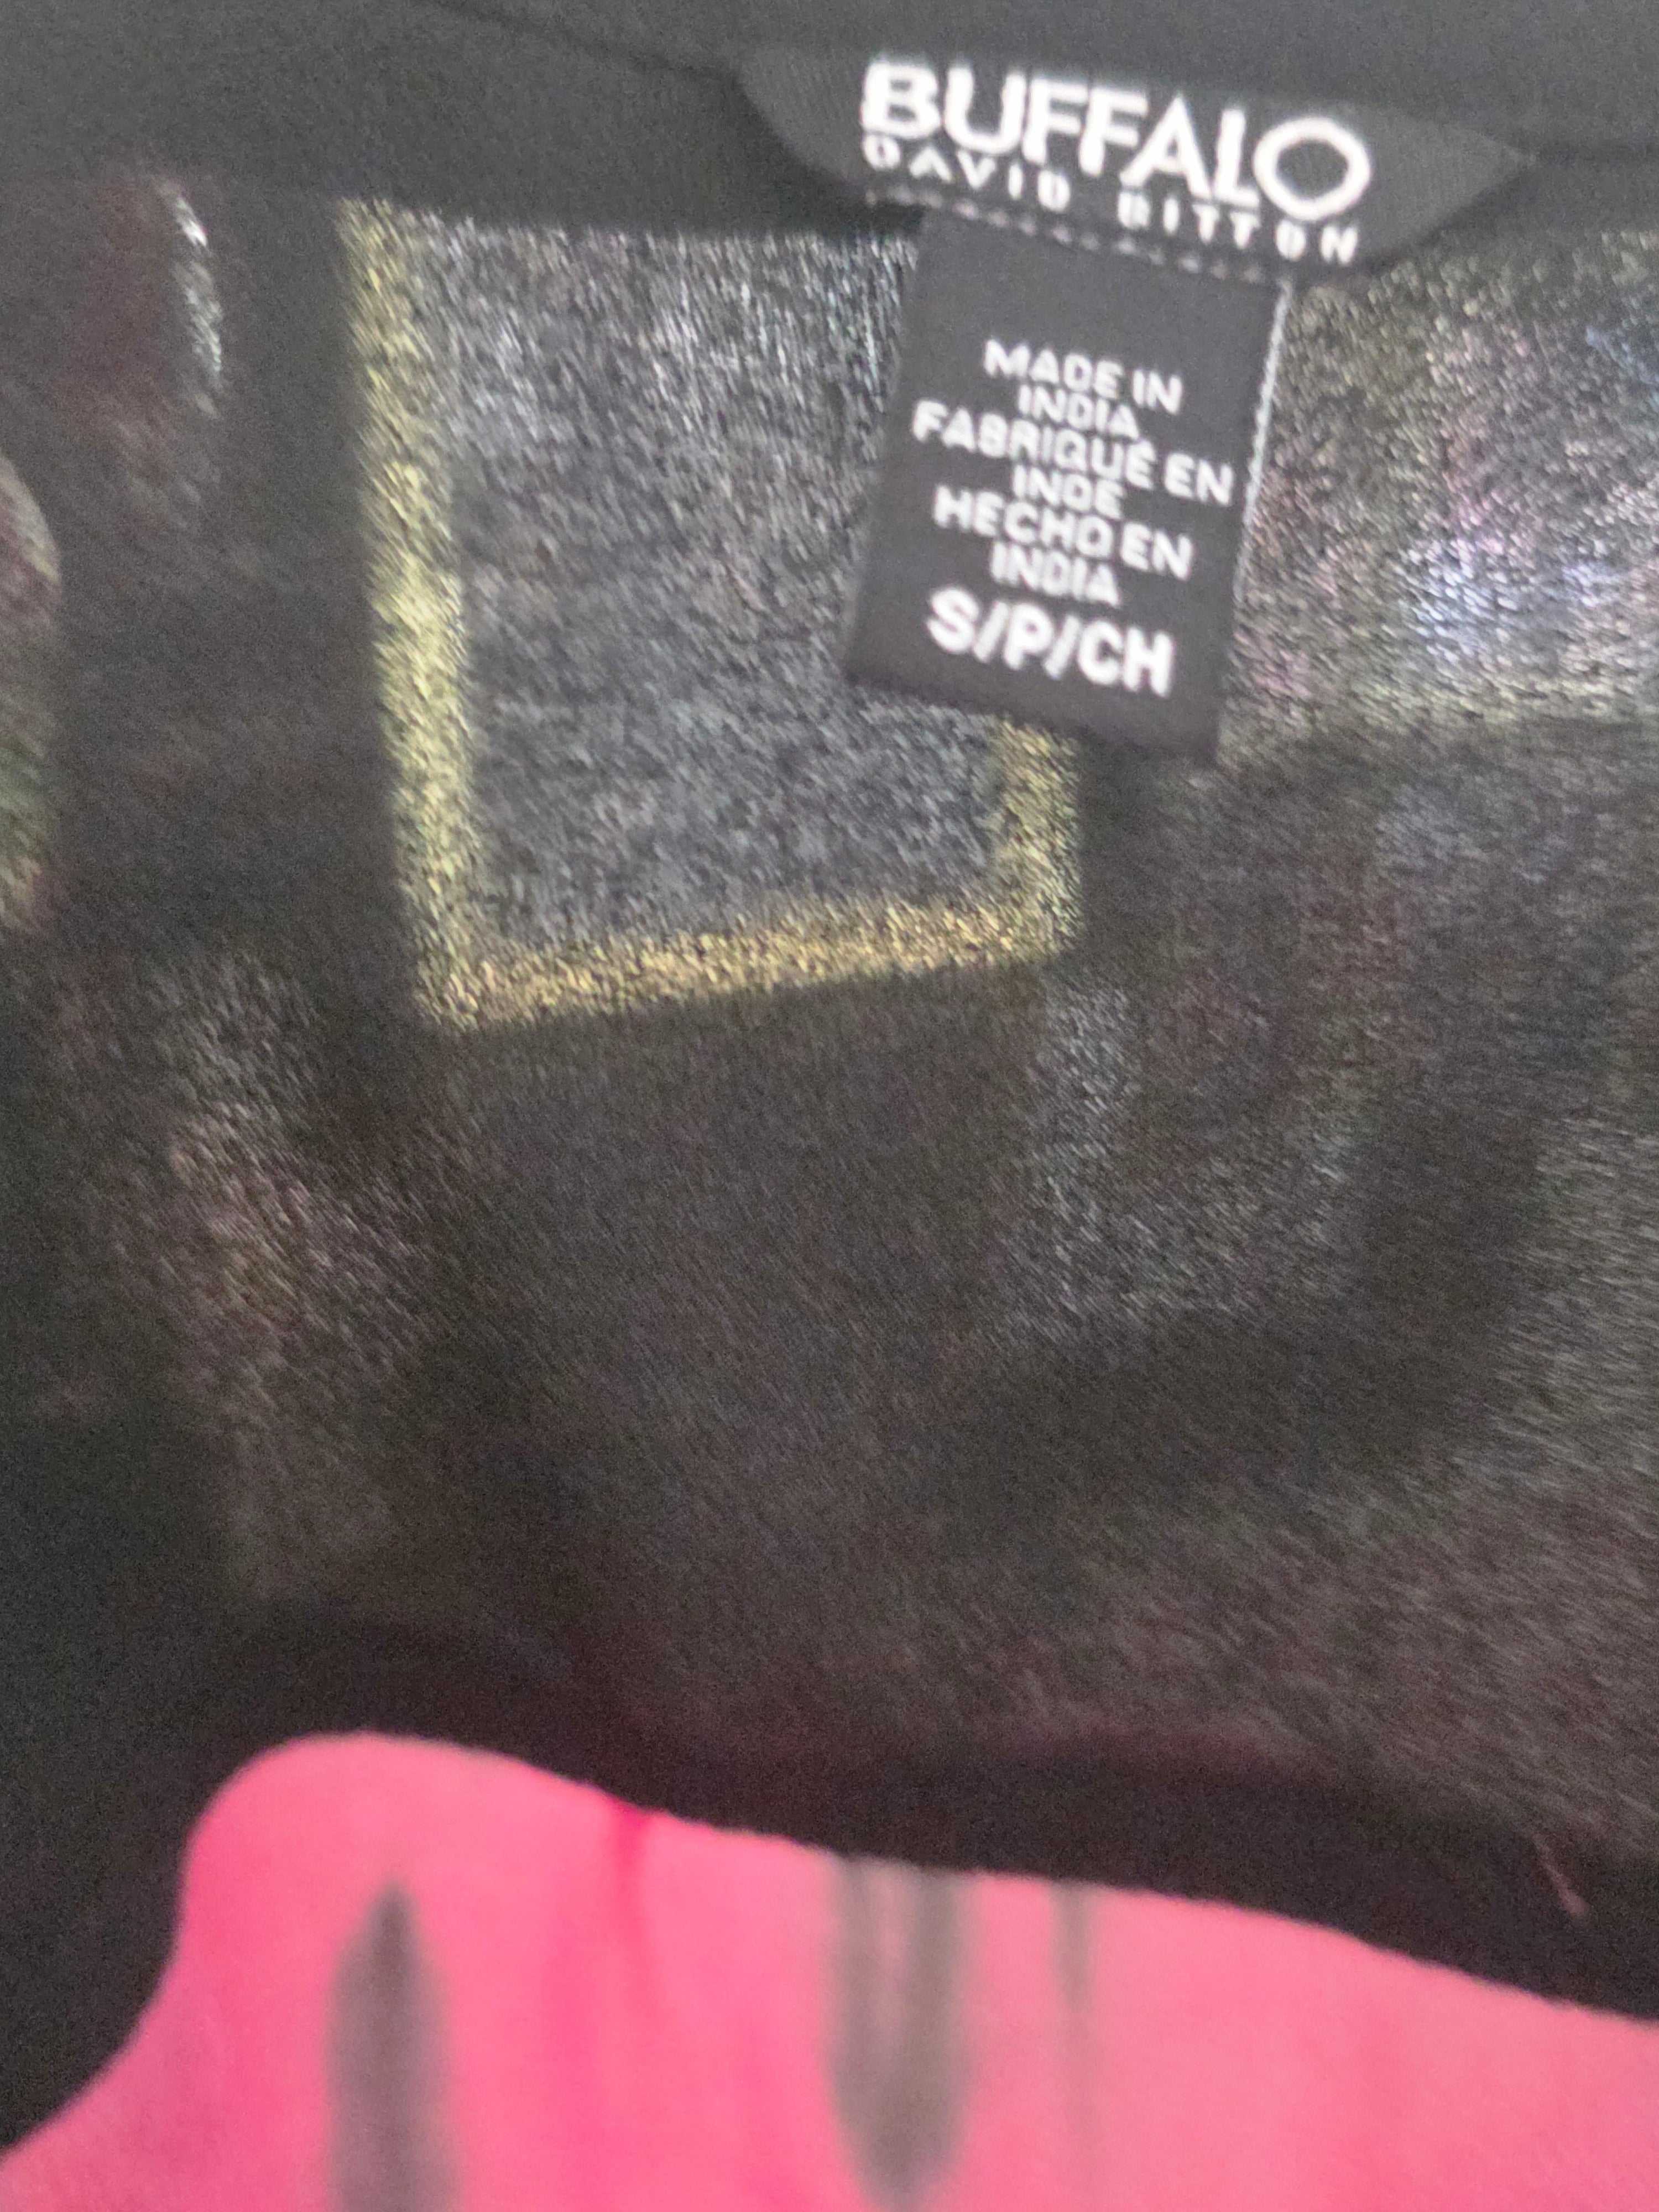 BUFFALO
DAVID BITTON
MADE IN
INDIA
FABRIQUÉ EN
INDE
HECHO EN
INDIA
S/P/CH